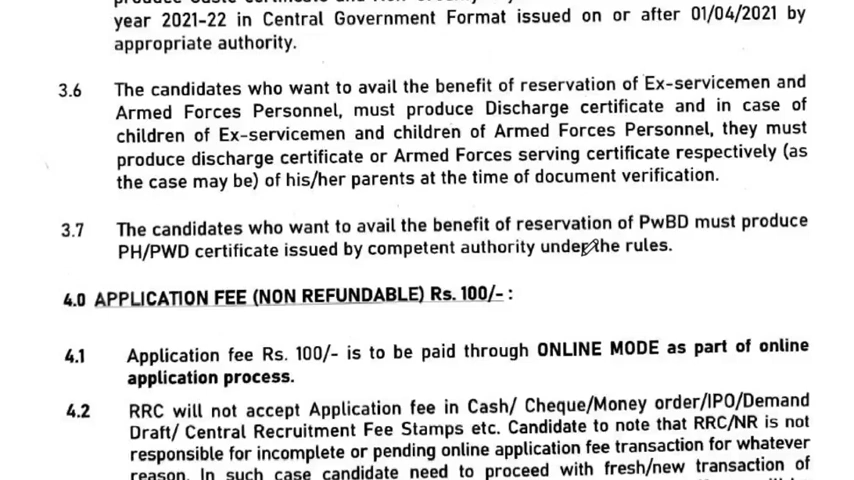 year 2021-22 in Central Government Format issued on or after 01/04/2021 by
appropriate authority.
3.6 The candidates who want to avail the benefit of reservation of Ex-servicemen and
Armed Forces Personnel, must produce Discharge certificate and in case of
children of Ex-servicemen and children of Armed Forces Personnel, they must
produce discharge certificate or Armed Forces serving certificate respectively (as
the case may be) of his/her parents at the time of document verification.
3.7 The candidates who want to avail the benefit of reservation of PwBD must produce
PH/PWD certificate issued by competent authority under the rules.
4.0 APPLICATION FEE (NON REFUNDABLE) Rs. 100/- :
4.1 Application fee Rs. 100/- is to be paid through ONLINE MODE as part of online
application process.
4.2 RRC will not accept Application fee in Cash/ Cheque/Money order/IPO/Demand
Draft/ Central Recruitment Fee Stamps etc. Candidate to note that RRC/NR is not
responsible for incomplete or pending online application fee transaction for whatever
reason. In such case candidate need to proceed with fresh/new transaction of